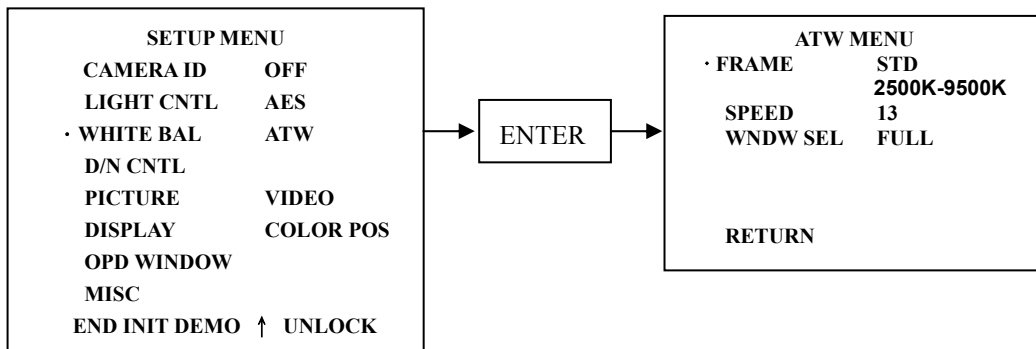 SETUP MENU
CAMERA ID OFF
LIGHT CNTL AES
· WHITE BAL ATW
D/N CNTL
PICTURE VIDEO
DISPLAY COLOR POS
OPD WINDOW
MISC
END INIT DEMO ↑ UNLOCK
ENTER
ATW MENU
· FRAME STD
2500K-9500K
SPEED 13
WNDW SEL FULL
RETURN